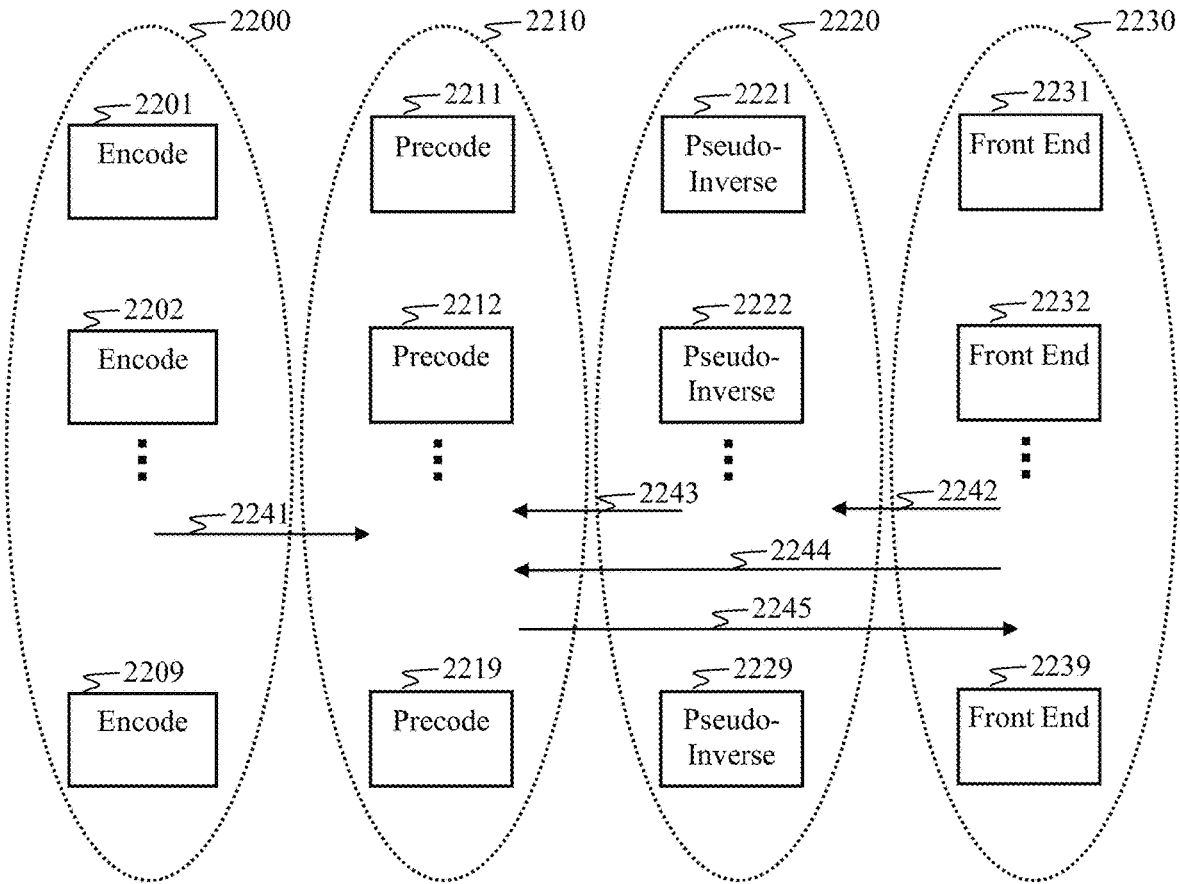 2200 2210 2220 2230
2201 2211 2221 2231
Encode Precode Pseudo-Inverse Front End
2202 2212 2222 2232
Encode Precode Pseudo-Inverse Front End
2241 2243 2242
2244
2245
2209 2219 2229 2239
Encode Precode Pseudo-Inverse Front End